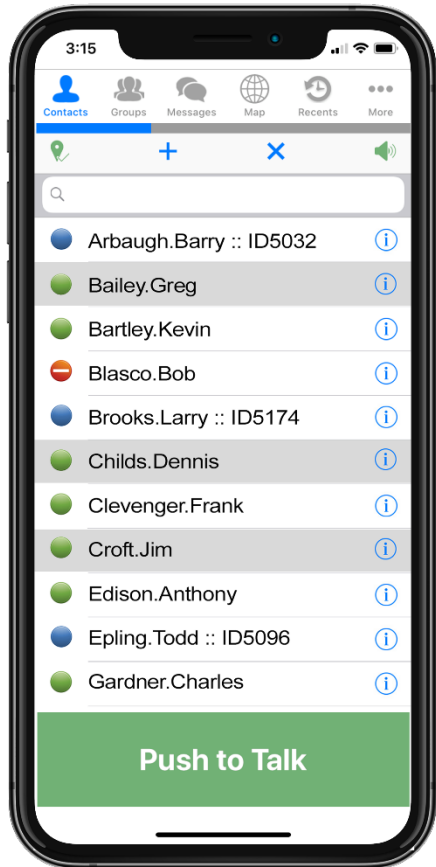 3:15
Contacts Groups Messages Map Recents More
Arbaugh.Barry :: ID5032
Bailey.Greg
Bartley.Kevin
Blasco.Bob
Brooks.Larry :: ID5174
Childs.Dennis
Clevenger.Frank
Croft.Jim
Edison.Anthony
Epling.Todd :: ID5096
Gardner.Charles
Push to Talk